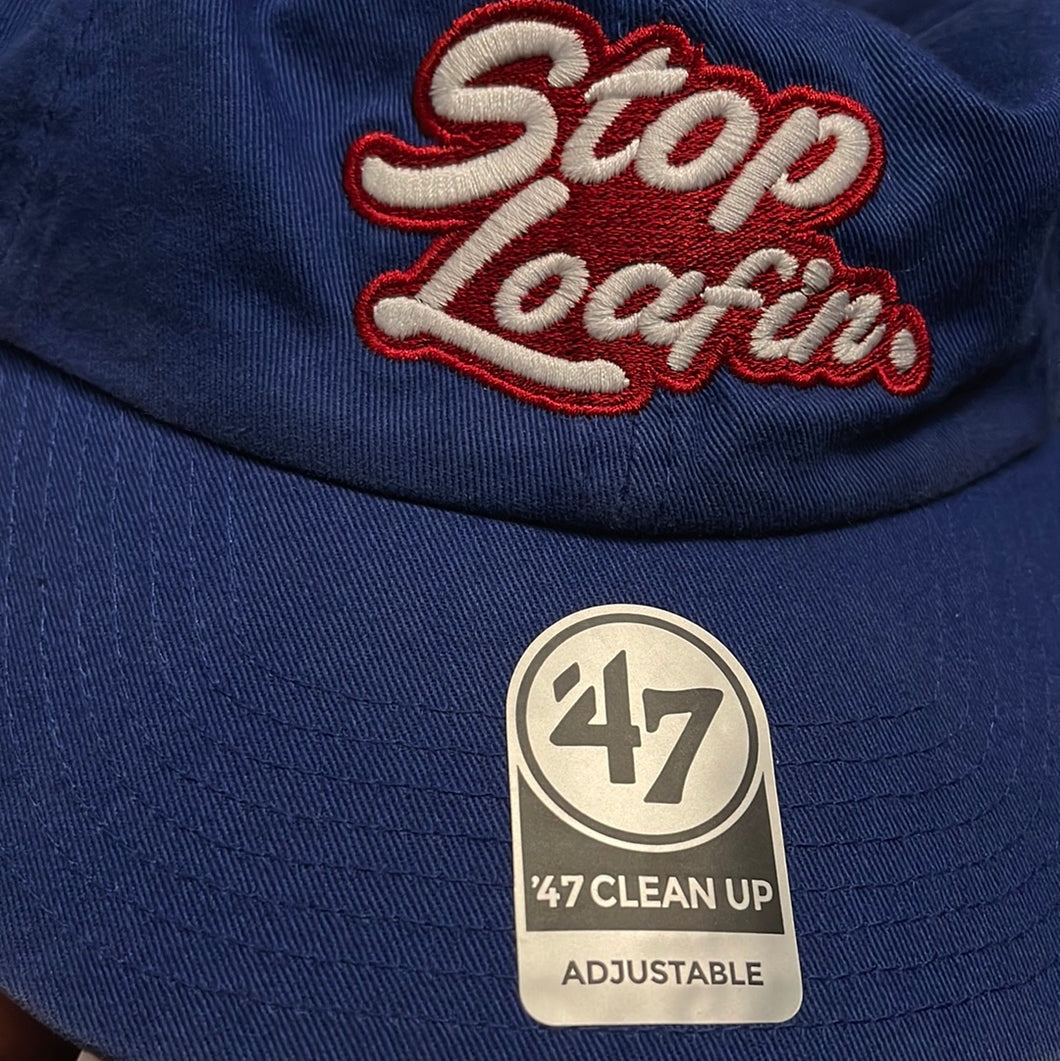 Stop
Loafin.
'47
'47 CLEAN UP
ADJUSTABLE